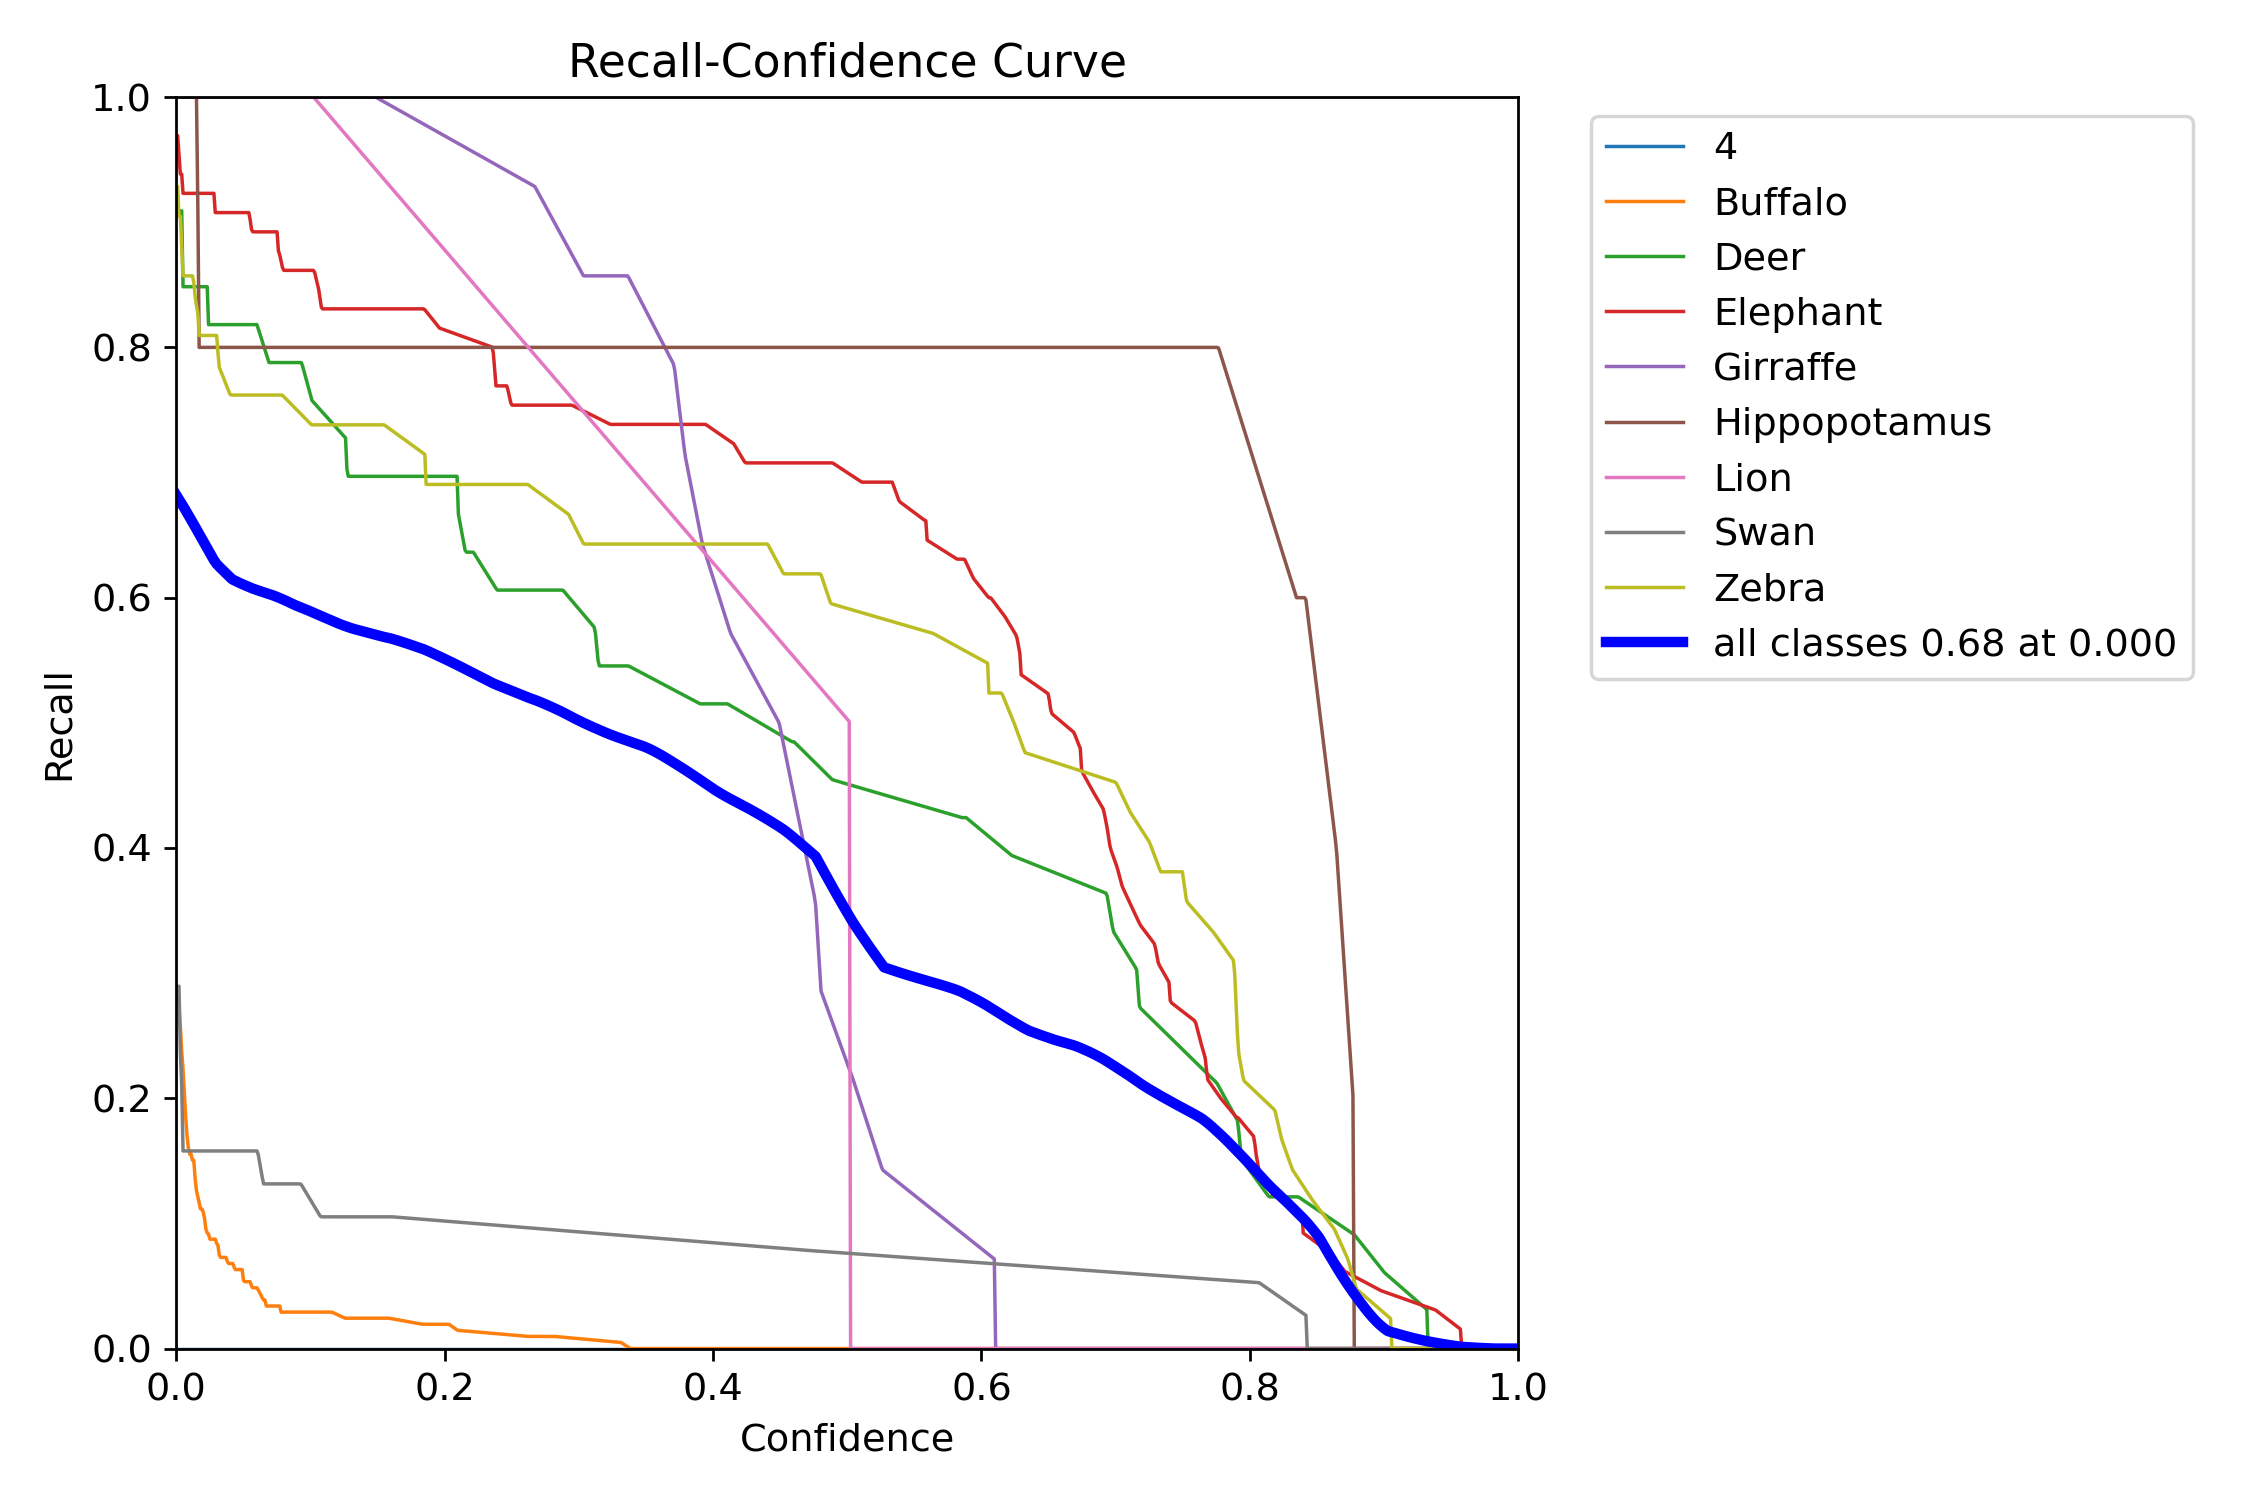 Recall-Confidence Curve
1.0
0.8
0.6
0.4
0.2
0.0
Recall
0.0 0.2 0.4 0.6 0.8 1.0
Confidence
4
Buffalo
Deer
Elephant
Girraffe
Hippopotamus
Lion
Swan
Zebra
all classes 0.68 at 0.000